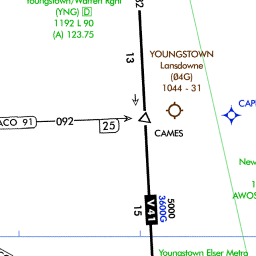 Youngstown/Warren Rgnl
(YNG) D
1192 L 90
(A) 123.75
13
YOUNGSTOWN
Lansdowne
(04G)
1044 - 31
CAP
ACO 91
092
25
CAMES
New
AWOS
V 41
5000
3600G
15
Youngstown Elser Metro